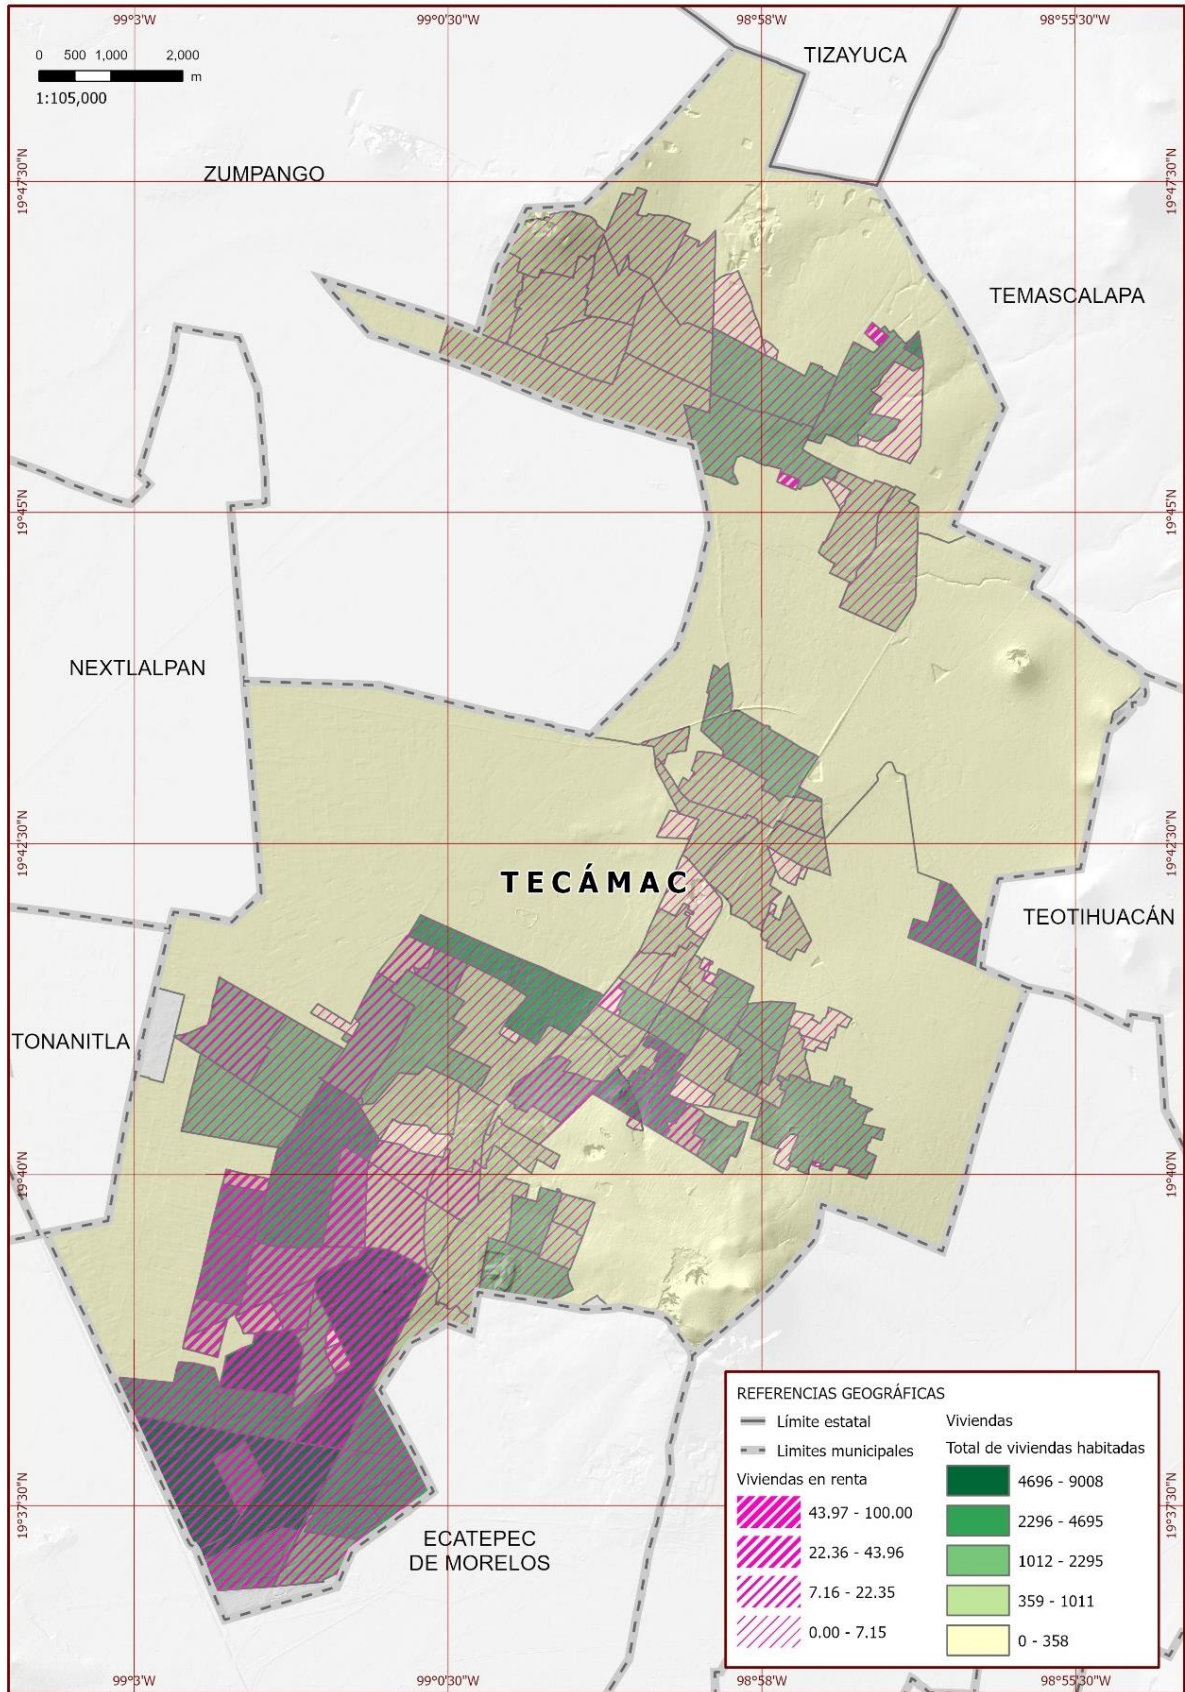 99°3'W 99°0'30"W 98°58'W 98°55'30"W
0 500 1,000 2,000
m
1:105,000
TIZAYUCA
ZUMPANGO
19°47'30"N 19°47'30"N
TEMASCALAPA
19°45'N 19°45'N
NEXTLALPAN
19°42'30"N 19°42'30"N
TECÁMAC
TEOTIHUACÁN
TONANITLA
19°40'N 19°40'N
REFERENCIAS GEOGRÁFICAS
Límite estatal
Limites municipales
Viviendas en renta
43.97 - 100.00
22.36 - 43.96
7.16 - 22.35
0.00 - 7.15
Viviendas
Total de viviendas habitadas
4696 - 9008
2296 - 4695
1012 - 2295
359 - 1011
0 - 358
19°37'30"N 19°37'30"N
ECATEPEC
DE MORELOS
99°3'W 99°0'30"W 98°58'W 98°55'30"W